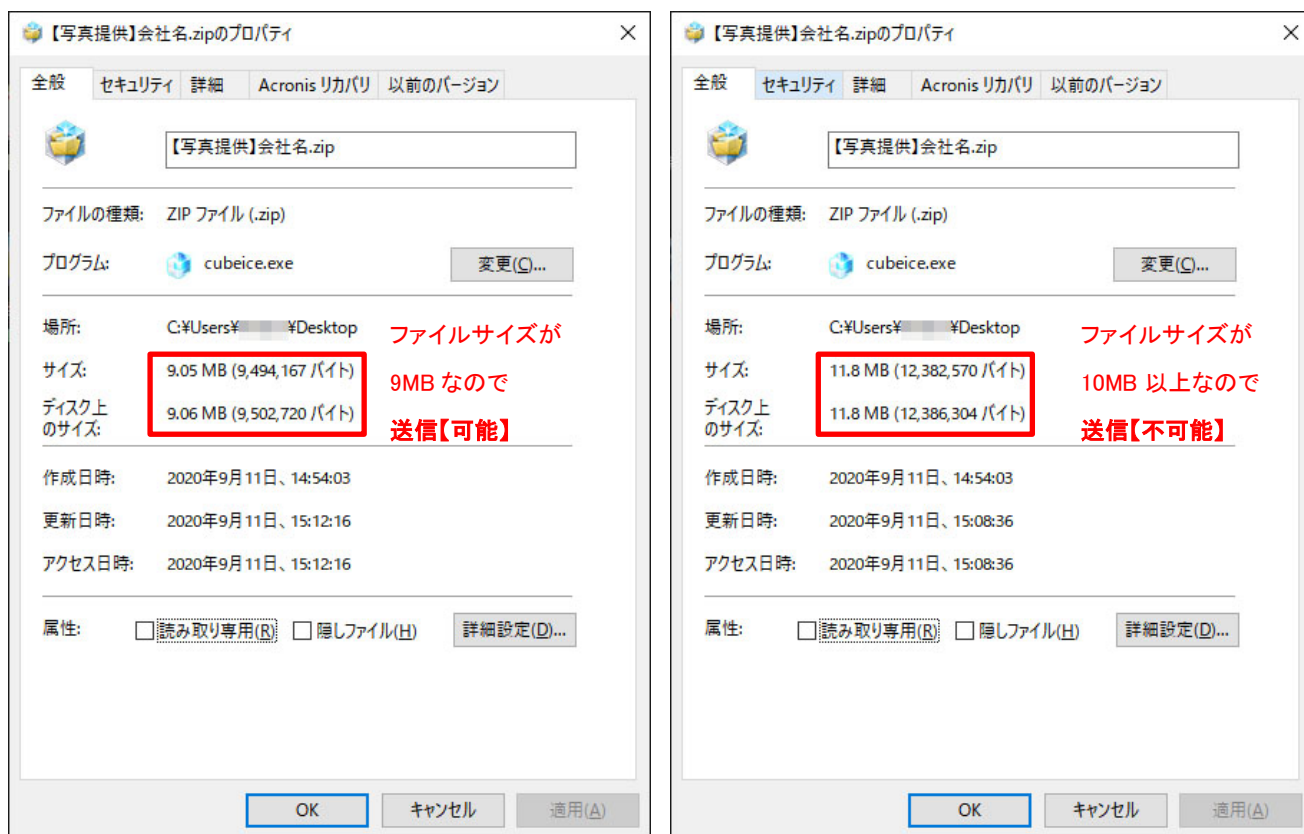 【写真提供】会社名.zipのプロパティ
全般 セキュリティ 詳細 Acronis リカバリ 以前のバージョン
【写真提供】会社名.zip
ファイルの種類: ZIP ファイル (.zip)
プログラム: cubeice.exe 変更(C)...
場所: C:¥Users¥ ¥Desktop
サイズ: 9.05 MB (9,494,167 バイト)
ディスク上
のサイズ: 9.06 MB (9,502,720 バイト)
ファイルサイズが
9MB なので
送信【可能】
作成日時: 2020年9月11日、14:54:03
更新日時: 2020年9月11日、15:12:16
アクセス日時: 2020年9月11日、15:12:16
属性: 読み取り専用(R) 隠しファイル(H) 詳細設定(D)...
OK キャンセル 適用(A)
【写真提供】会社名.zipのプロパティ
全般 セキュリティ 詳細 Acronis リカバリ 以前のバージョン
【写真提供】会社名.zip
ファイルの種類: ZIP ファイル (.zip)
プログラム: cubeice.exe 変更(C)...
場所: C:¥Users¥ ¥Desktop
サイズ: 11.8 MB (12,382,570 バイト)
ディスク上
のサイズ: 11.8 MB (12,386,304 バイト)
ファイルサイズが
10MB 以上なので
送信【不可能】
作成日時: 2020年9月11日、14:54:03
更新日時: 2020年9月11日、15:08:36
アクセス日時: 2020年9月11日、15:08:36
属性: 読み取り専用(R) 隠しファイル(H) 詳細設定(D)...
OK キャンセル 適用(A)